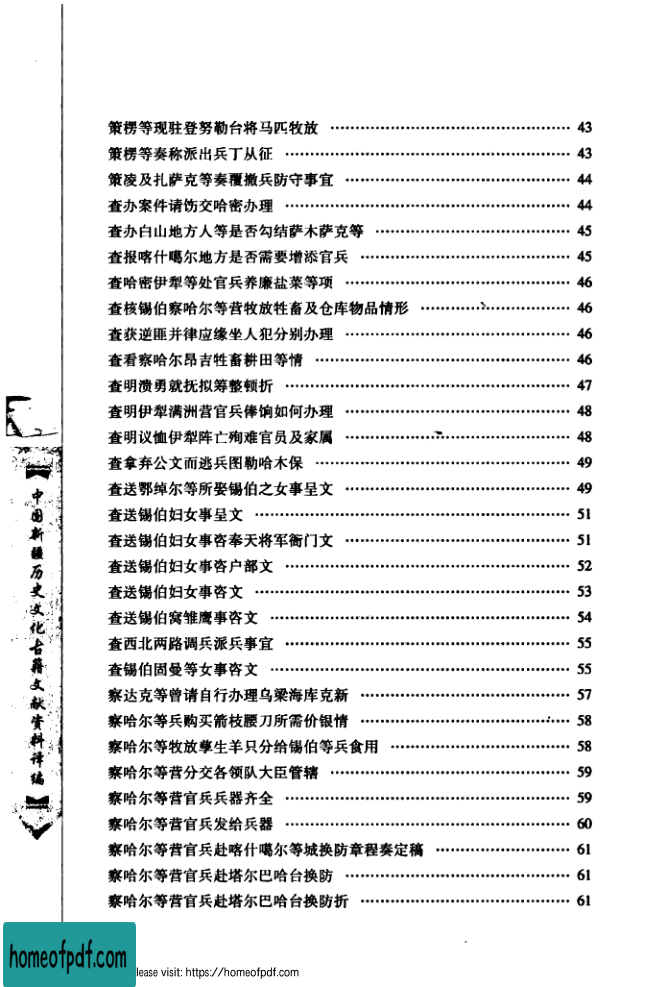 策楞等现驻登努勒台将马匹牧放 …… 43
策楞等奏称派出兵丁从征 …… 43
策凌及扎萨克等奏覆撤兵防守事宜 …… 44
查办案件请饬交哈密办理 …… 44
查办白山地方人等是否勾结萨木萨克等 …… 45
查报喀什噶尔地方是否需要增添官兵 …… 45
查哈密伊犁等处官兵养廉盐菜等项 …… 46
查核锡伯察哈尔等营牧放牲畜及仓库物品情形 …… 46
查获逆匪并律应缘坐人犯分别办理 …… 46
查看察哈尔昂吉牲畜耕田等情 …… 46
查明溃勇就抚拟筹整顿折 …… 47
查明伊犁满洲营官兵俸饷如何办理 …… 48
查明议恤伊犁阵亡殉难官员及家属 …… 48
查拿弃公文而逃兵图勒哈木保 …… 49
查送鄂绰尔等所娶锡伯之女事呈文 …… 49
查送锡伯妇女事呈文 …… 51
查送锡伯妇女事咨奉天将军衙门文 …… 51
查送锡伯妇女事咨户部文 …… 52
查送锡伯妇女事咨文 …… 53
查送锡伯窝雏鹰事咨文 …… 54
查西北两路调兵派兵事宜 …… 55
查锡伯固曼等女事咨文 …… 55
察达克等曾请自行办理乌梁海库克新 …… 57
察哈尔等兵购买箭枝腰刀所需价银情 …… 58
察哈尔等牧放孳生羊只分给锡伯等兵食用 …… 58
察哈尔等营分交各领队大臣管辖 …… 59
察哈尔等营官兵兵器齐全 …… 59
察哈尔等营官兵发给兵器 …… 60
察哈尔等营官兵赴喀什噶尔等城换防章程奏定稿 …… 61
察哈尔等营官兵赴塔尔巴哈台换防 …… 61
察哈尔等营官兵赴塔尔巴哈台换防折 …… 61
中国新疆历史文化古籍文献资料译编
homeofpdf.com
lease visit: https://homeofpdf.com